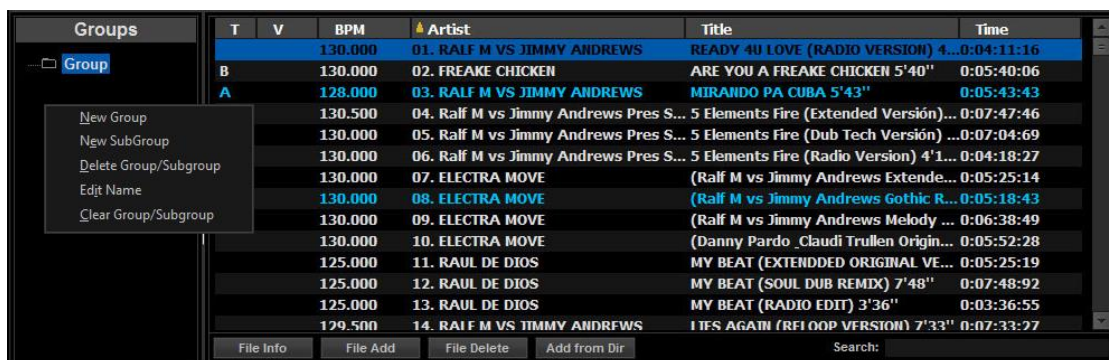 Groups
Group
New Group
New SubGroup
Delete Group/Subgroup
Edit Name
Clear Group/Subgroup
T V BPM Artist Title Time
130.000 01. RALF M VS JIMMY ANDREWS READY 4U LOVE (RADIO VERSION) 4... 0:04:11:16
B 130.000 02. FREAKE CHICKEN ARE YOU A FREAKE CHICKEN 5'40'' 0:05:40:06
A 128.000 03. RALF M VS JIMMY ANDREWS MIRANDO PA CUBA 5'43'' 0:05:43:43
130.500 04. Ralf M vs Jimmy Andrews Pres S... 5 Elements Fire (Extended Versión)... 0:07:47:46
130.000 05. Ralf M vs Jimmy Andrews Pres S... 5 Elements Fire (Dub Tech Versión) ... 0:07:04:69
130.000 06. Ralf M vs Jimmy Andrews Pres S... 5 Elements Fire (Radio Version) 4'1... 0:04:18:27
130.000 07. ELECTRA MOVE (Ralf M vs Jimmy Andrews Extende... 0:05:25:14
130.000 08. ELECTRA MOVE (Ralf M vs Jimmy Andrews Gothic R... 0:05:18:43
130.000 09. ELECTRA MOVE (Ralf M vs Jimmy Andrews Melody ... 0:06:38:49
130.000 10. ELECTRA MOVE (Danny Pardo _Claudi Trullen Origin... 0:05:52:28
125.000 11. RAUL DE DIOS MY BEAT (EXTENDDED ORIGINAL VE... 0:05:25:19
125.000 12. RAUL DE DIOS MY BEAT (SOUL DUB REMIX) 7'48'' 0:07:48:92
125.000 13. RAUL DE DIOS MY BEAT (RADIO EDIT) 3'36'' 0:03:36:55
129.500 14. RALF M VS JIMMY ANDREWS LIES AGAIN (RELOOP VERSION) 7'33'' 0:07:33:27
File Info File Add File Delete Add from Dir Search: